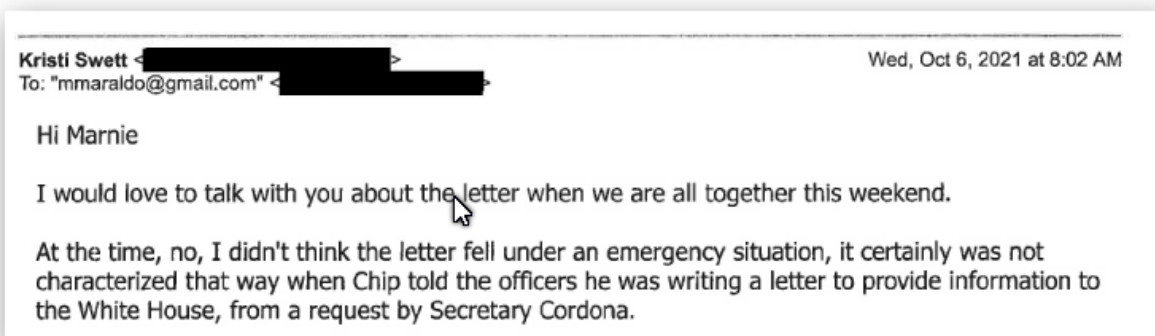 Kristi Swett < > Wed, Oct 6, 2021 at 8:02 AM
To: "mmaraldo@gmail.com" < >
Hi Marnie
I would love to talk with you about the letter when we are all together this weekend.
At the time, no, I didn't think the letter fell under an emergency situation, it certainly was not
characterized that way when Chip told the officers he was writing a letter to provide information to
the White House, from a request by Secretary Cordona.